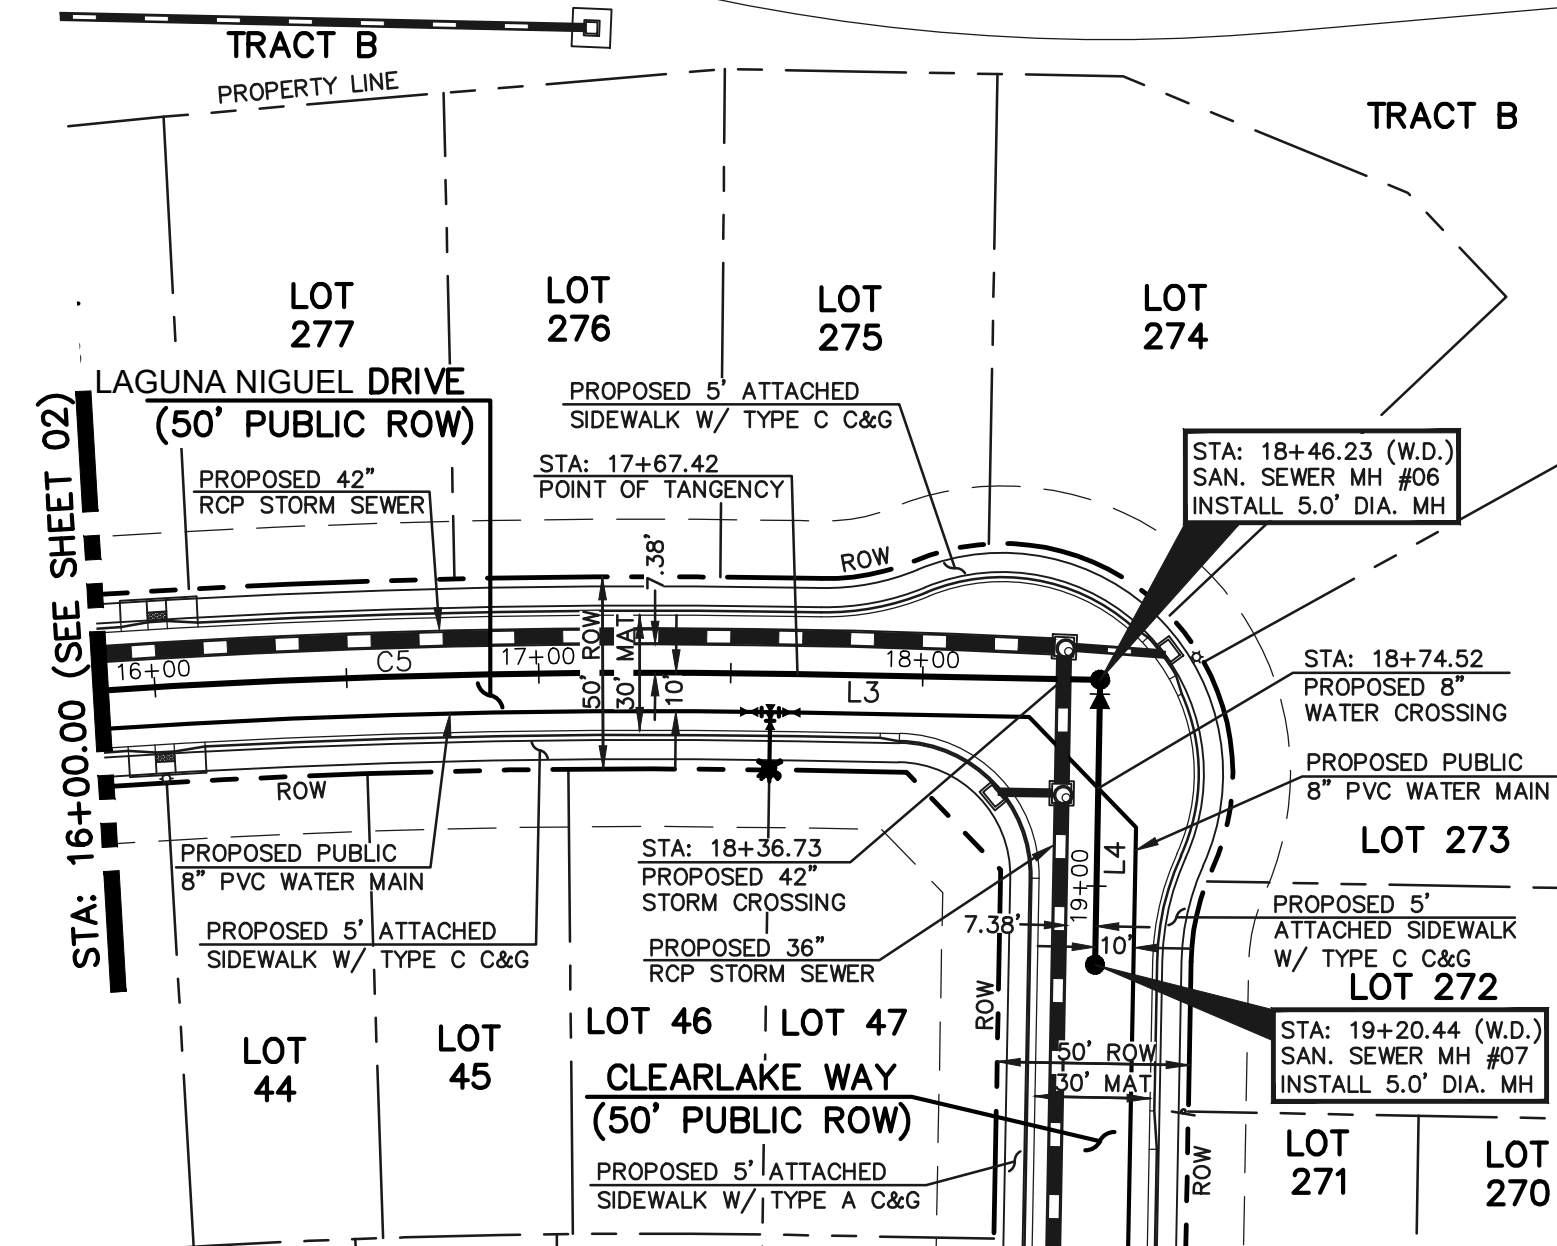 TRACT B
PROPERTY LINE
TRACT B
LOT
277
LOT
276
LOT
275
LOT
274
LAGUNA NIGUEL DRIVE
(50' PUBLIC ROW)
PROPOSED 5' ATTACHED
SIDEWALK W/ TYPE C C&G
STA: 17+67.42
POINT OF TANGENCY
PROPOSED 42"
RCP STORM SEWER
STA: 18+46.23 (W.D.)
SAN. SEWER MH #06
INSTALL 5.0' DIA. MH
STA: 16+00.00 (SEE SHEET 02)
ROW
7.38'
50' ROW
30' MAT
10'
16+00
C5
17+00
18+00
L3
STA: 18+74.52
PROPOSED 8"
WATER CROSSING
PROPOSED PUBLIC
8" PVC WATER MAIN
LOT 273
ROW
PROPOSED PUBLIC
8" PVC WATER MAIN
STA: 18+36.73
PROPOSED 42"
STORM CROSSING
19+00
L4
PROPOSED 5' ATTACHED
SIDEWALK W/ TYPE C C&G
PROPOSED 36"
RCP STORM SEWER
7.38'
10'
PROPOSED 5'
ATTACHED SIDEWALK
W/ TYPE C C&G
LOT 272
ROW
LOT
44
LOT
45
LOT 46
LOT 47
STA: 19+20.44 (W.D.)
SAN. SEWER MH #07
INSTALL 5.0' DIA. MH
50' ROW
30' MAT
CLEARLAKE WAY
(50' PUBLIC ROW)
PROPOSED 5' ATTACHED
SIDEWALK W/ TYPE A C&G
ROW
LOT
271
LOT
270